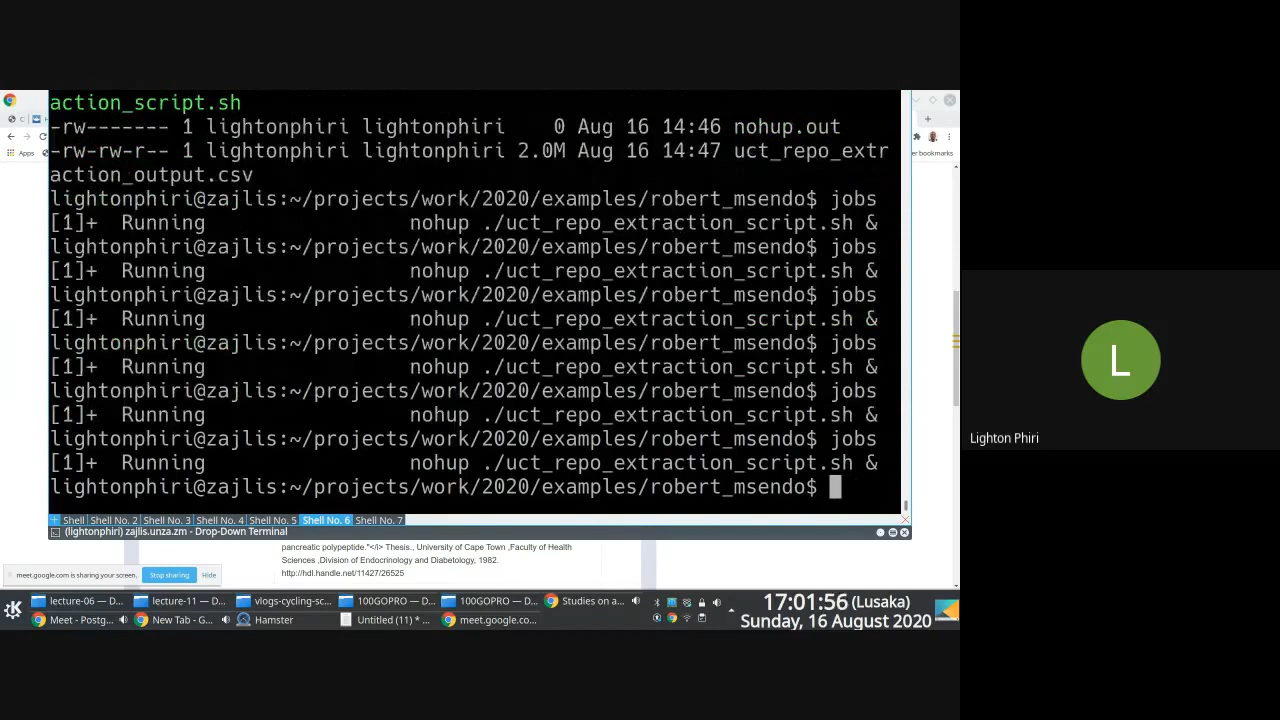 action_script.sh
-rw------- 1 lightonphiri lightonphiri    0 Aug 16 14:46 nohup.out
-rw-rw-r-- 1 lightonphiri lightonphiri 2.0M Aug 16 14:47 uct_repo_extr
action_output.csv
lightonphiri@zajlis:~/projects/work/2020/examples/robert_msendo$ jobs
[1]+  Running                 nohup ./uct_repo_extraction_script.sh &
lightonphiri@zajlis:~/projects/work/2020/examples/robert_msendo$ jobs
[1]+  Running                 nohup ./uct_repo_extraction_script.sh &
lightonphiri@zajlis:~/projects/work/2020/examples/robert_msendo$ jobs
[1]+  Running                 nohup ./uct_repo_extraction_script.sh &
lightonphiri@zajlis:~/projects/work/2020/examples/robert_msendo$ jobs
[1]+  Running                 nohup ./uct_repo_extraction_script.sh &
lightonphiri@zajlis:~/projects/work/2020/examples/robert_msendo$ jobs
[1]+  Running                 nohup ./uct_repo_extraction_script.sh &
lightonphiri@zajlis:~/projects/work/2020/examples/robert_msendo$ jobs
[1]+  Running                 nohup ./uct_repo_extraction_script.sh &
lightonphiri@zajlis:~/projects/work/2020/examples/robert_msendo$
Shell Shell No. 2 Shell No. 3 Shell No. 4 Shell No. 5 Shell No. 6 Shell No. 7
(lightonphiri) zajlis.unza.zm - Drop-Down Terminal
Apps
er bookmarks
pancreatic polypeptide."</i> Thesis., University of Cape Town ,Faculty of Health
Sciences ,Division of Endocrinology and Diabetology, 1982.
http://hdl.handle.net/11427/26525
meet.google.com is sharing your screen. Stop sharing Hide
lecture-06 — D... lecture-11 — D... vlogs-cycling-sc... 100GOPRO — D... 100GOPRO — D... Studies on a...
Meet - Postg... New Tab - G... Hamster Untitled (11) * ... meet.google.co...
17:01:56 (Lusaka)
Sunday, 16 August 2020
L
Lighton Phiri